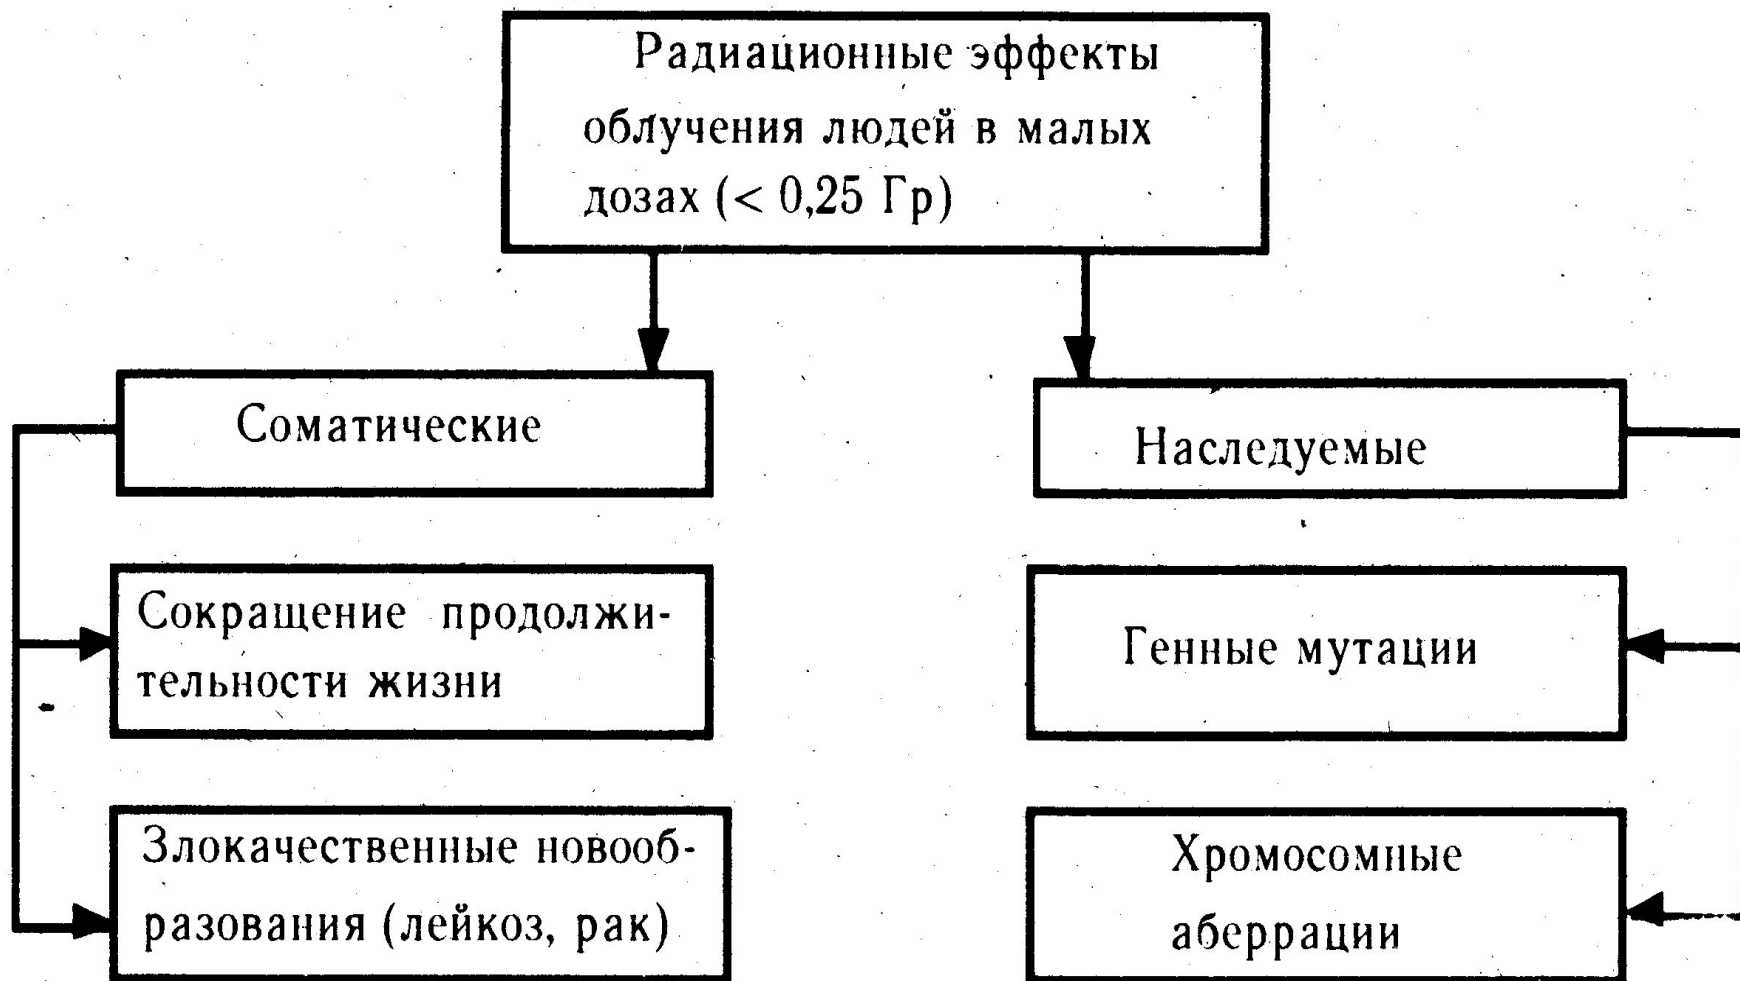 Радиационные эффекты
облучения людей в малых
дозах (< 0,25 Гр)
Соматические
Наследуемые
Сокращение продолжи-
тельности жизни
Генные мутации
Злокачественные новооб-
разования (лейкоз, рак)
Хромосомные
аберрации